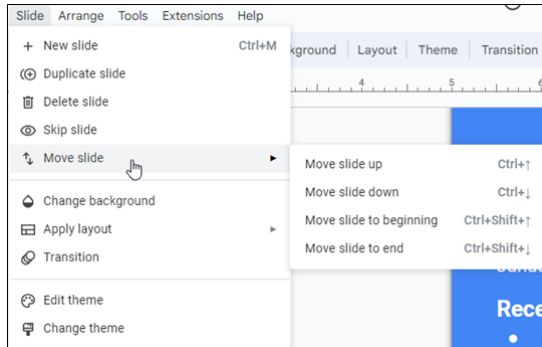 Slide Arrange Tools Extensions Help
New slide Ctrl+M
Duplicate slide
Delete slide
Skip slide
Move slide
Change background
Apply layout
Transition
Edit theme
Change theme
kground Layout Theme Transition
4 5
Move slide up Ctrl+↑
Move slide down Ctrl+↓
Move slide to beginning Ctrl+Shift+↑
Move slide to end Ctrl+Shift+↓
Rece